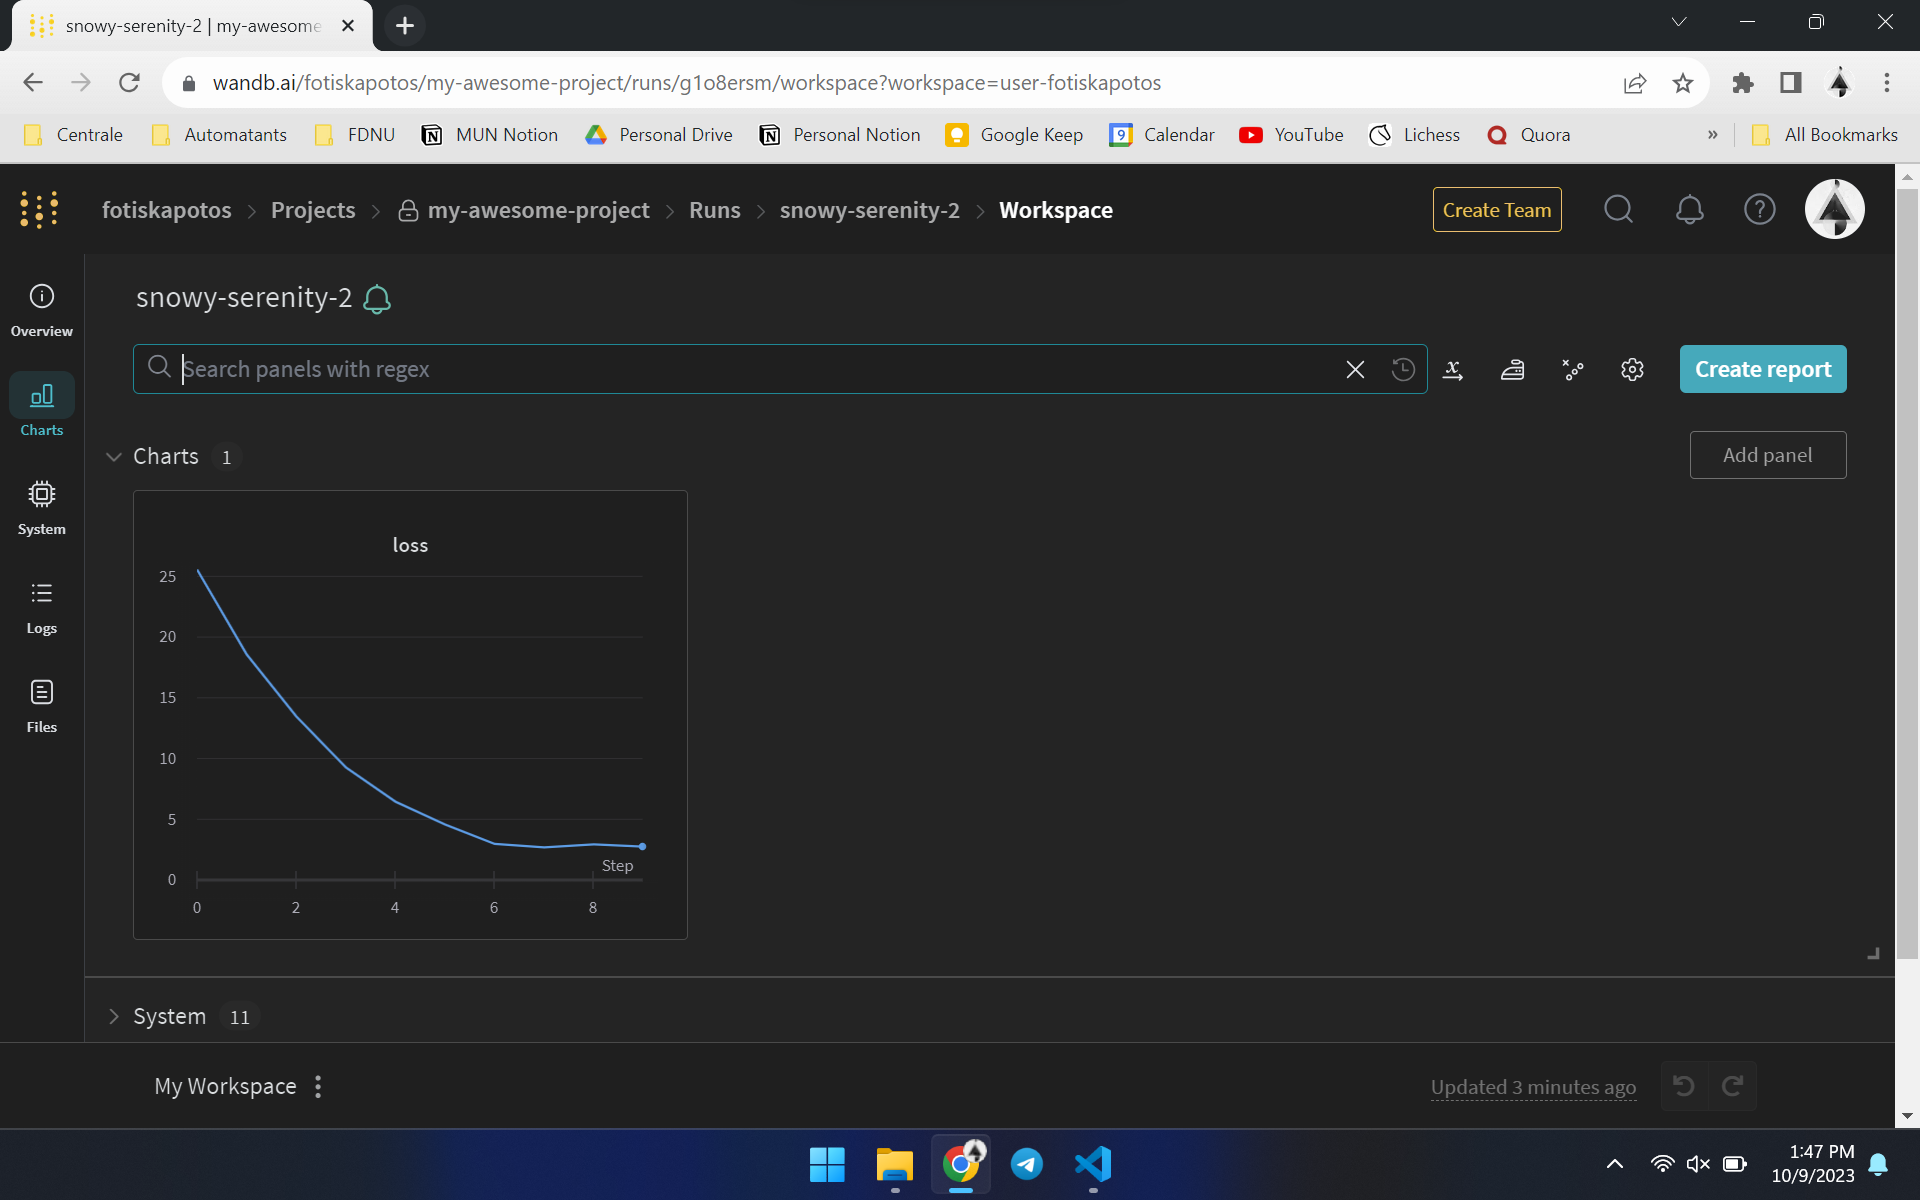 snowy-serenity-2 | my-awesome
wandb.ai/fotiskapotos/my-awesome-project/runs/g1o8ersm/workspace?workspace=user-fotiskapotos
Centrale Automatants FDNU MUN Notion Personal Drive Personal Notion Google Keep 9 Calendar YouTube Lichess Quora » All Bookmarks
fotiskapotos > Projects > my-awesome-project > Runs > snowy-serenity-2 > Workspace Create Team
snowy-serenity-2
Overview
Search panels with regex
Create report
Charts
Charts 1
Add panel
System
loss
25
20
Logs
15
Files
10
5
Step
0
0 2 4 6 8
System 11
My Workspace
Updated 3 minutes ago
1:47 PM
10/9/2023